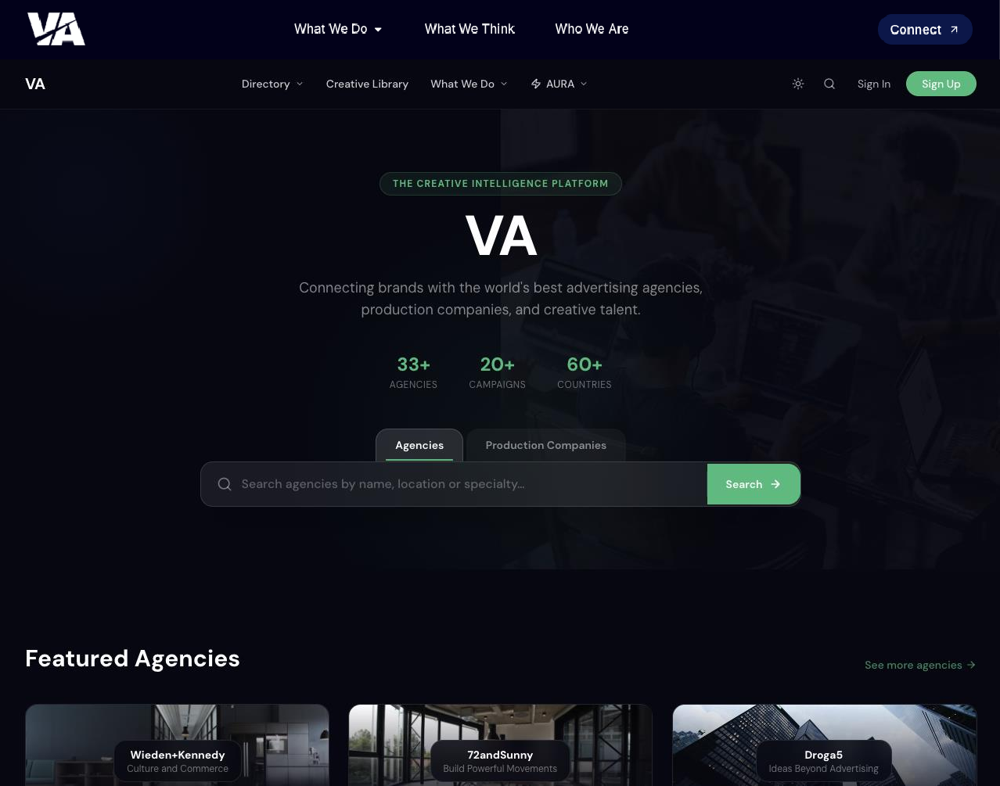 VA
What We Do
What We Think
Who We Are
Connect
VA
Directory
Creative Library
What We Do
AURA
Sign In
Sign Up
THE CREATIVE INTELLIGENCE PLATFORM
VA
Connecting brands with the world's best advertising agencies,
production companies, and creative talent.
33+
20+
60+
AGENCIES
CAMPAIGNS
COUNTRIES
Agencies
Production Companies
Search agencies by name, location or specialty...
Search
Featured Agencies
See more agencies
Wieden+Kennedy
Culture and Commerce
72andSunny
Build Powerful Movements
Droga5
Ideas Beyond Advertising